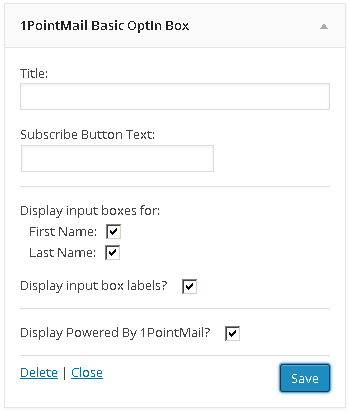 1PointMail Basic OptIn Box
Title:
Subscribe Button Text:
Display input boxes for:
First Name:
Last Name:
Display input box labels?
Display Powered By 1PointMail?
Delete | Close
Save